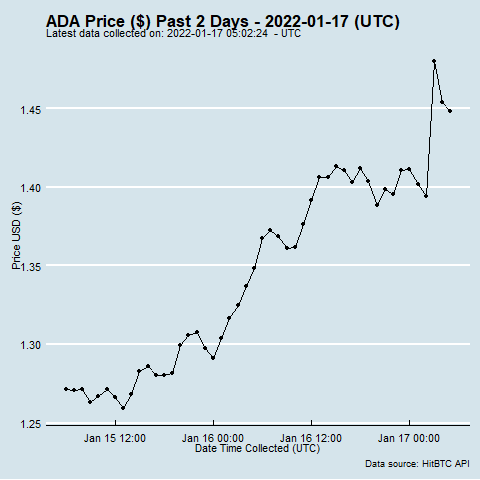 ADA Price ($) Past 2 Days - 2022-01-17 (UTC)
Latest data collected on: 2022-01-17 05:02:24  - UTC
1.45
1.40
1.35
1.30
1.25
Price USD ($)
Jan 15 12:00
Jan 16 00:00
Jan 16 12:00
Jan 17 00:00
Date Time Collected (UTC)
Data source: HitBTC API